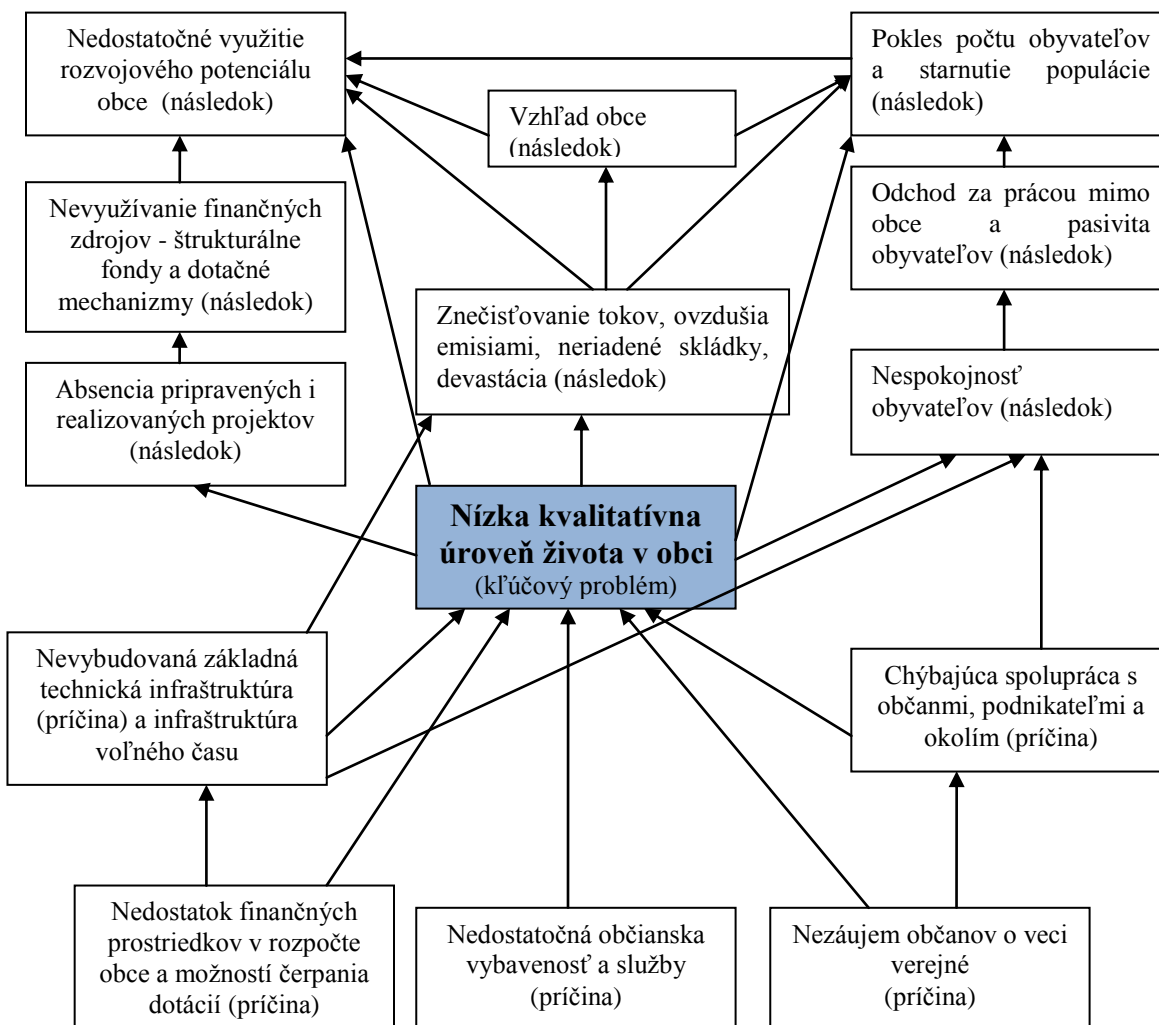 Nedostatočné využitie
rozvojového potenciálu
obce  (následok)
Pokles počtu obyvateľov
a starnutie populácie
(následok)
Vzhľad obce
(následok)
Nevyužívanie finančných
zdrojov - štrukturálne
fondy a dotačné
mechanizmy (následok)
Odchod za prácou mimo
obce a pasivita
obyvateľov (následok)
Znečisťovanie tokov, ovzdušia
emisiami, neriadené skládky,
devastácia (následok)
Absencia pripravených i
realizovaných projektov
(následok)
Nespokojnosť
obyvateľov (následok)
Nízka kvalitatívna
úroveň života v obci
(kľúčový problém)
Nevybudovaná základná
technická infraštruktúra
(príčina) a infraštruktúra
voľného času
Chýbajúca spolupráca s
občanmi, podnikateľmi a
okolím (príčina)
Nedostatok finančných
prostriedkov v rozpočte
obce a možností čerpania
dotácií (príčina)
Nedostatočná občianska
vybavenosť a služby
(príčina)
Nezáujem občanov o veci
verejné
(príčina)